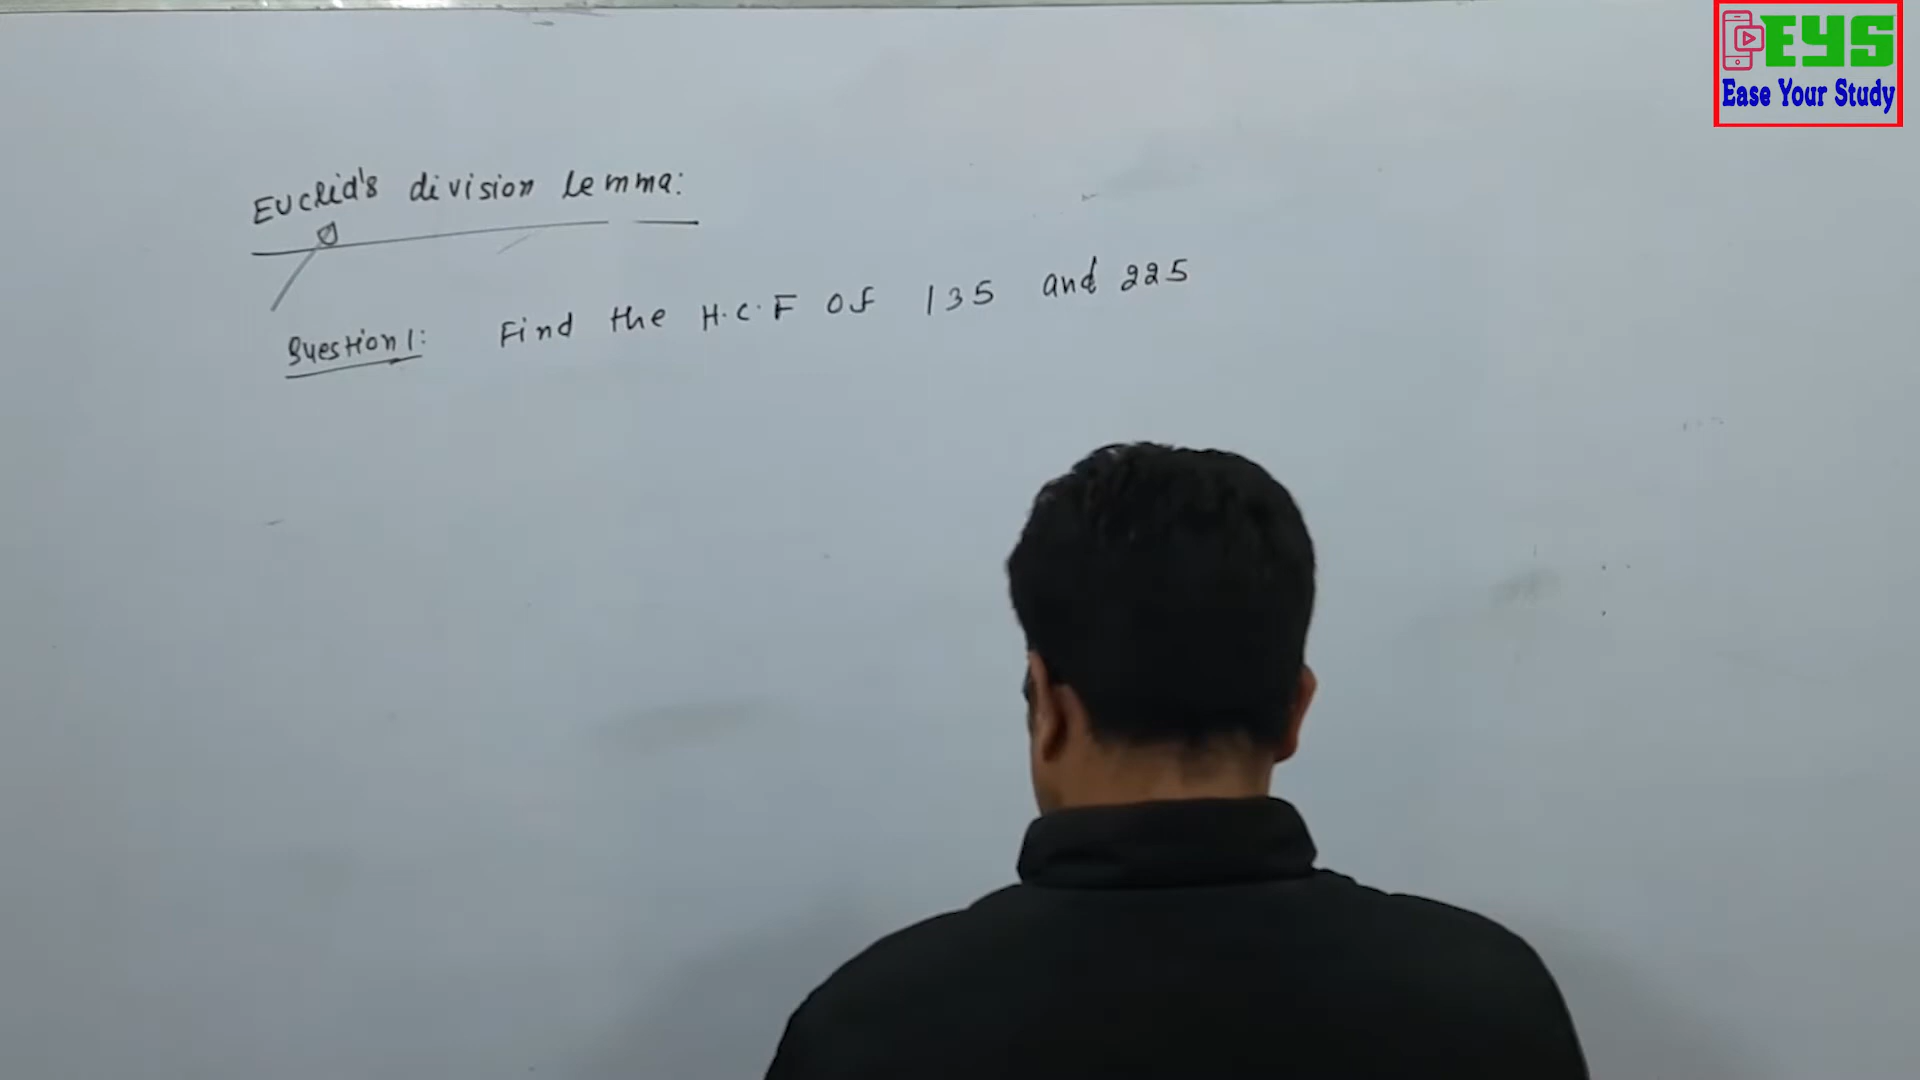 EYS
Ease Your Study
Euclid's division lemma:
Question 1: Find the H.C.F of 135 and 225